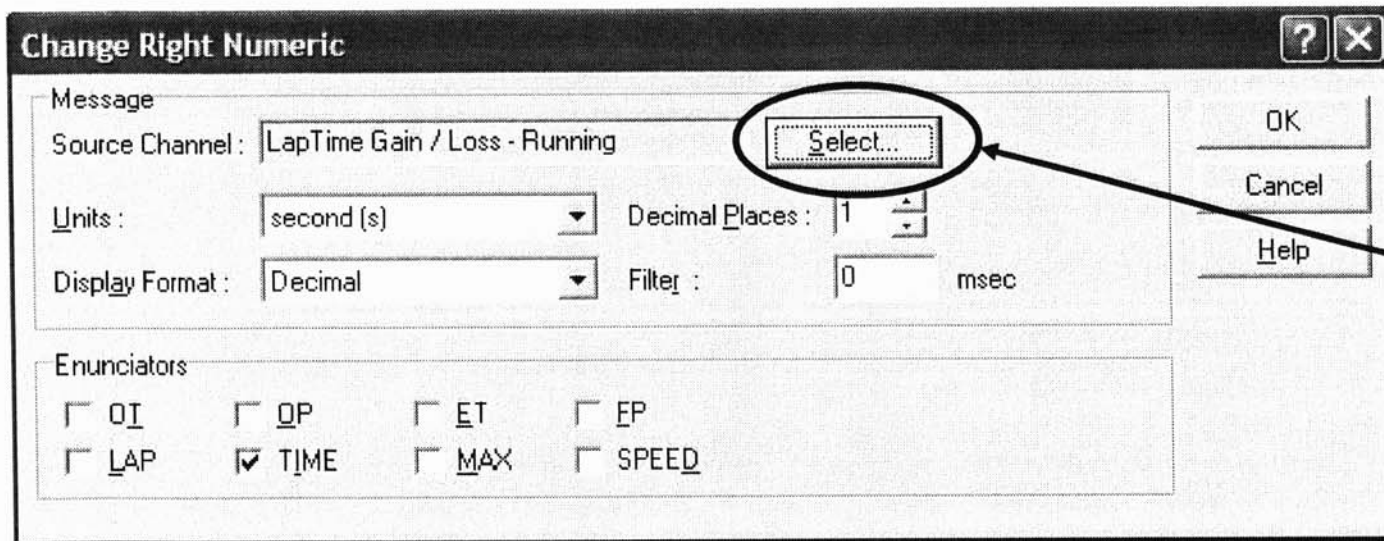 Change Right Numeric
Message
Source Channel : LapTime Gain / Loss - Running Select... OK
Units : second (s) Decimal Places : 1 Cancel
Display Format : Decimal Filter : 0 msec Help
Enunciators
OT OP ET FP
LAP TIME MAX SPEED